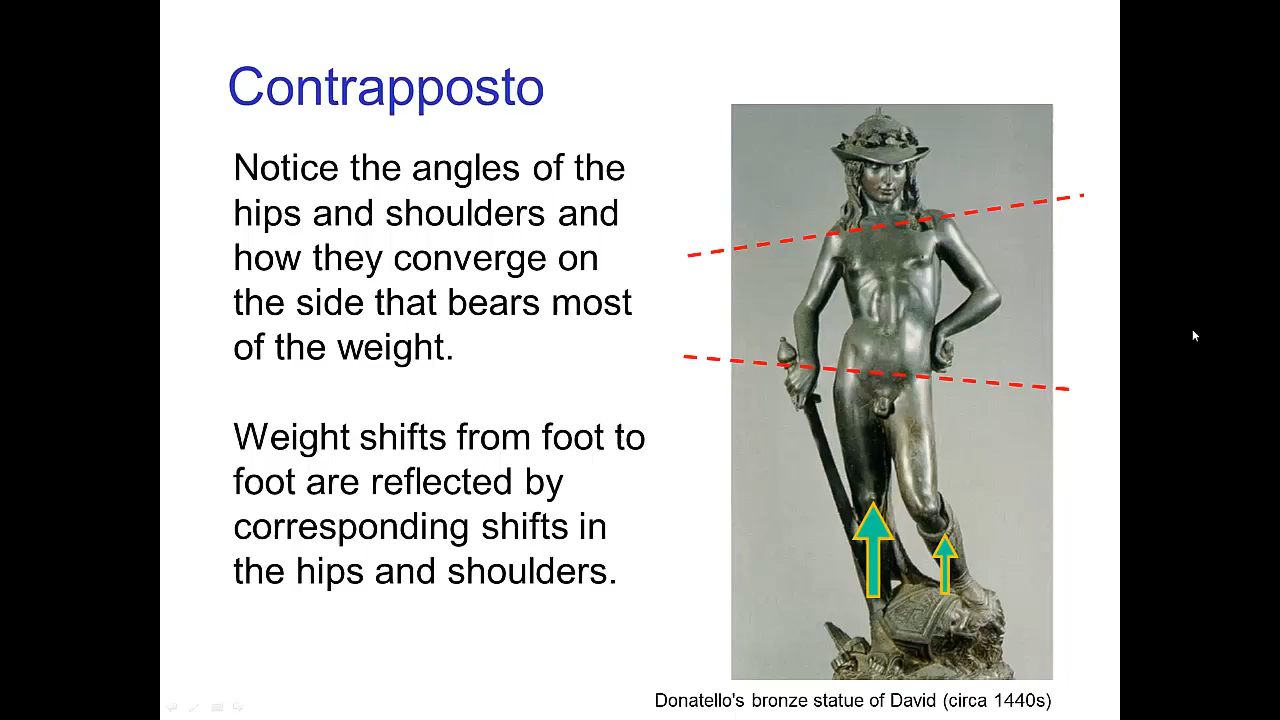 Contrapposto
Notice the angles of the
hips and shoulders and
how they converge on
the side that bears most
of the weight.
Weight shifts from foot to
foot are reflected by
corresponding shifts in
the hips and shoulders.
Donatello's bronze statue of David (circa 1440s)